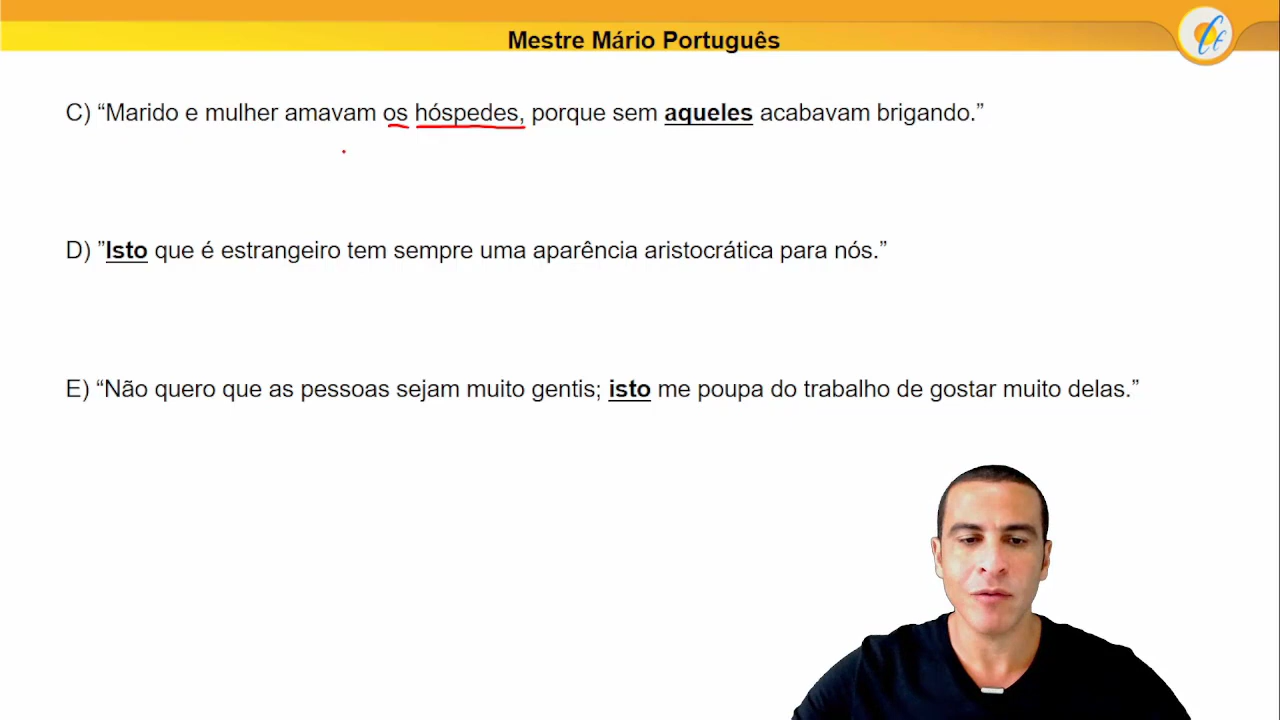 Mestre Mário Português
C) “Marido e mulher amavam os hóspedes, porque sem aqueles acabavam brigando.”
D) ”Isto que é estrangeiro tem sempre uma aparência aristocrática para nós.”
E) “Não quero que as pessoas sejam muito gentis; isto me poupa do trabalho de gostar muito delas.”